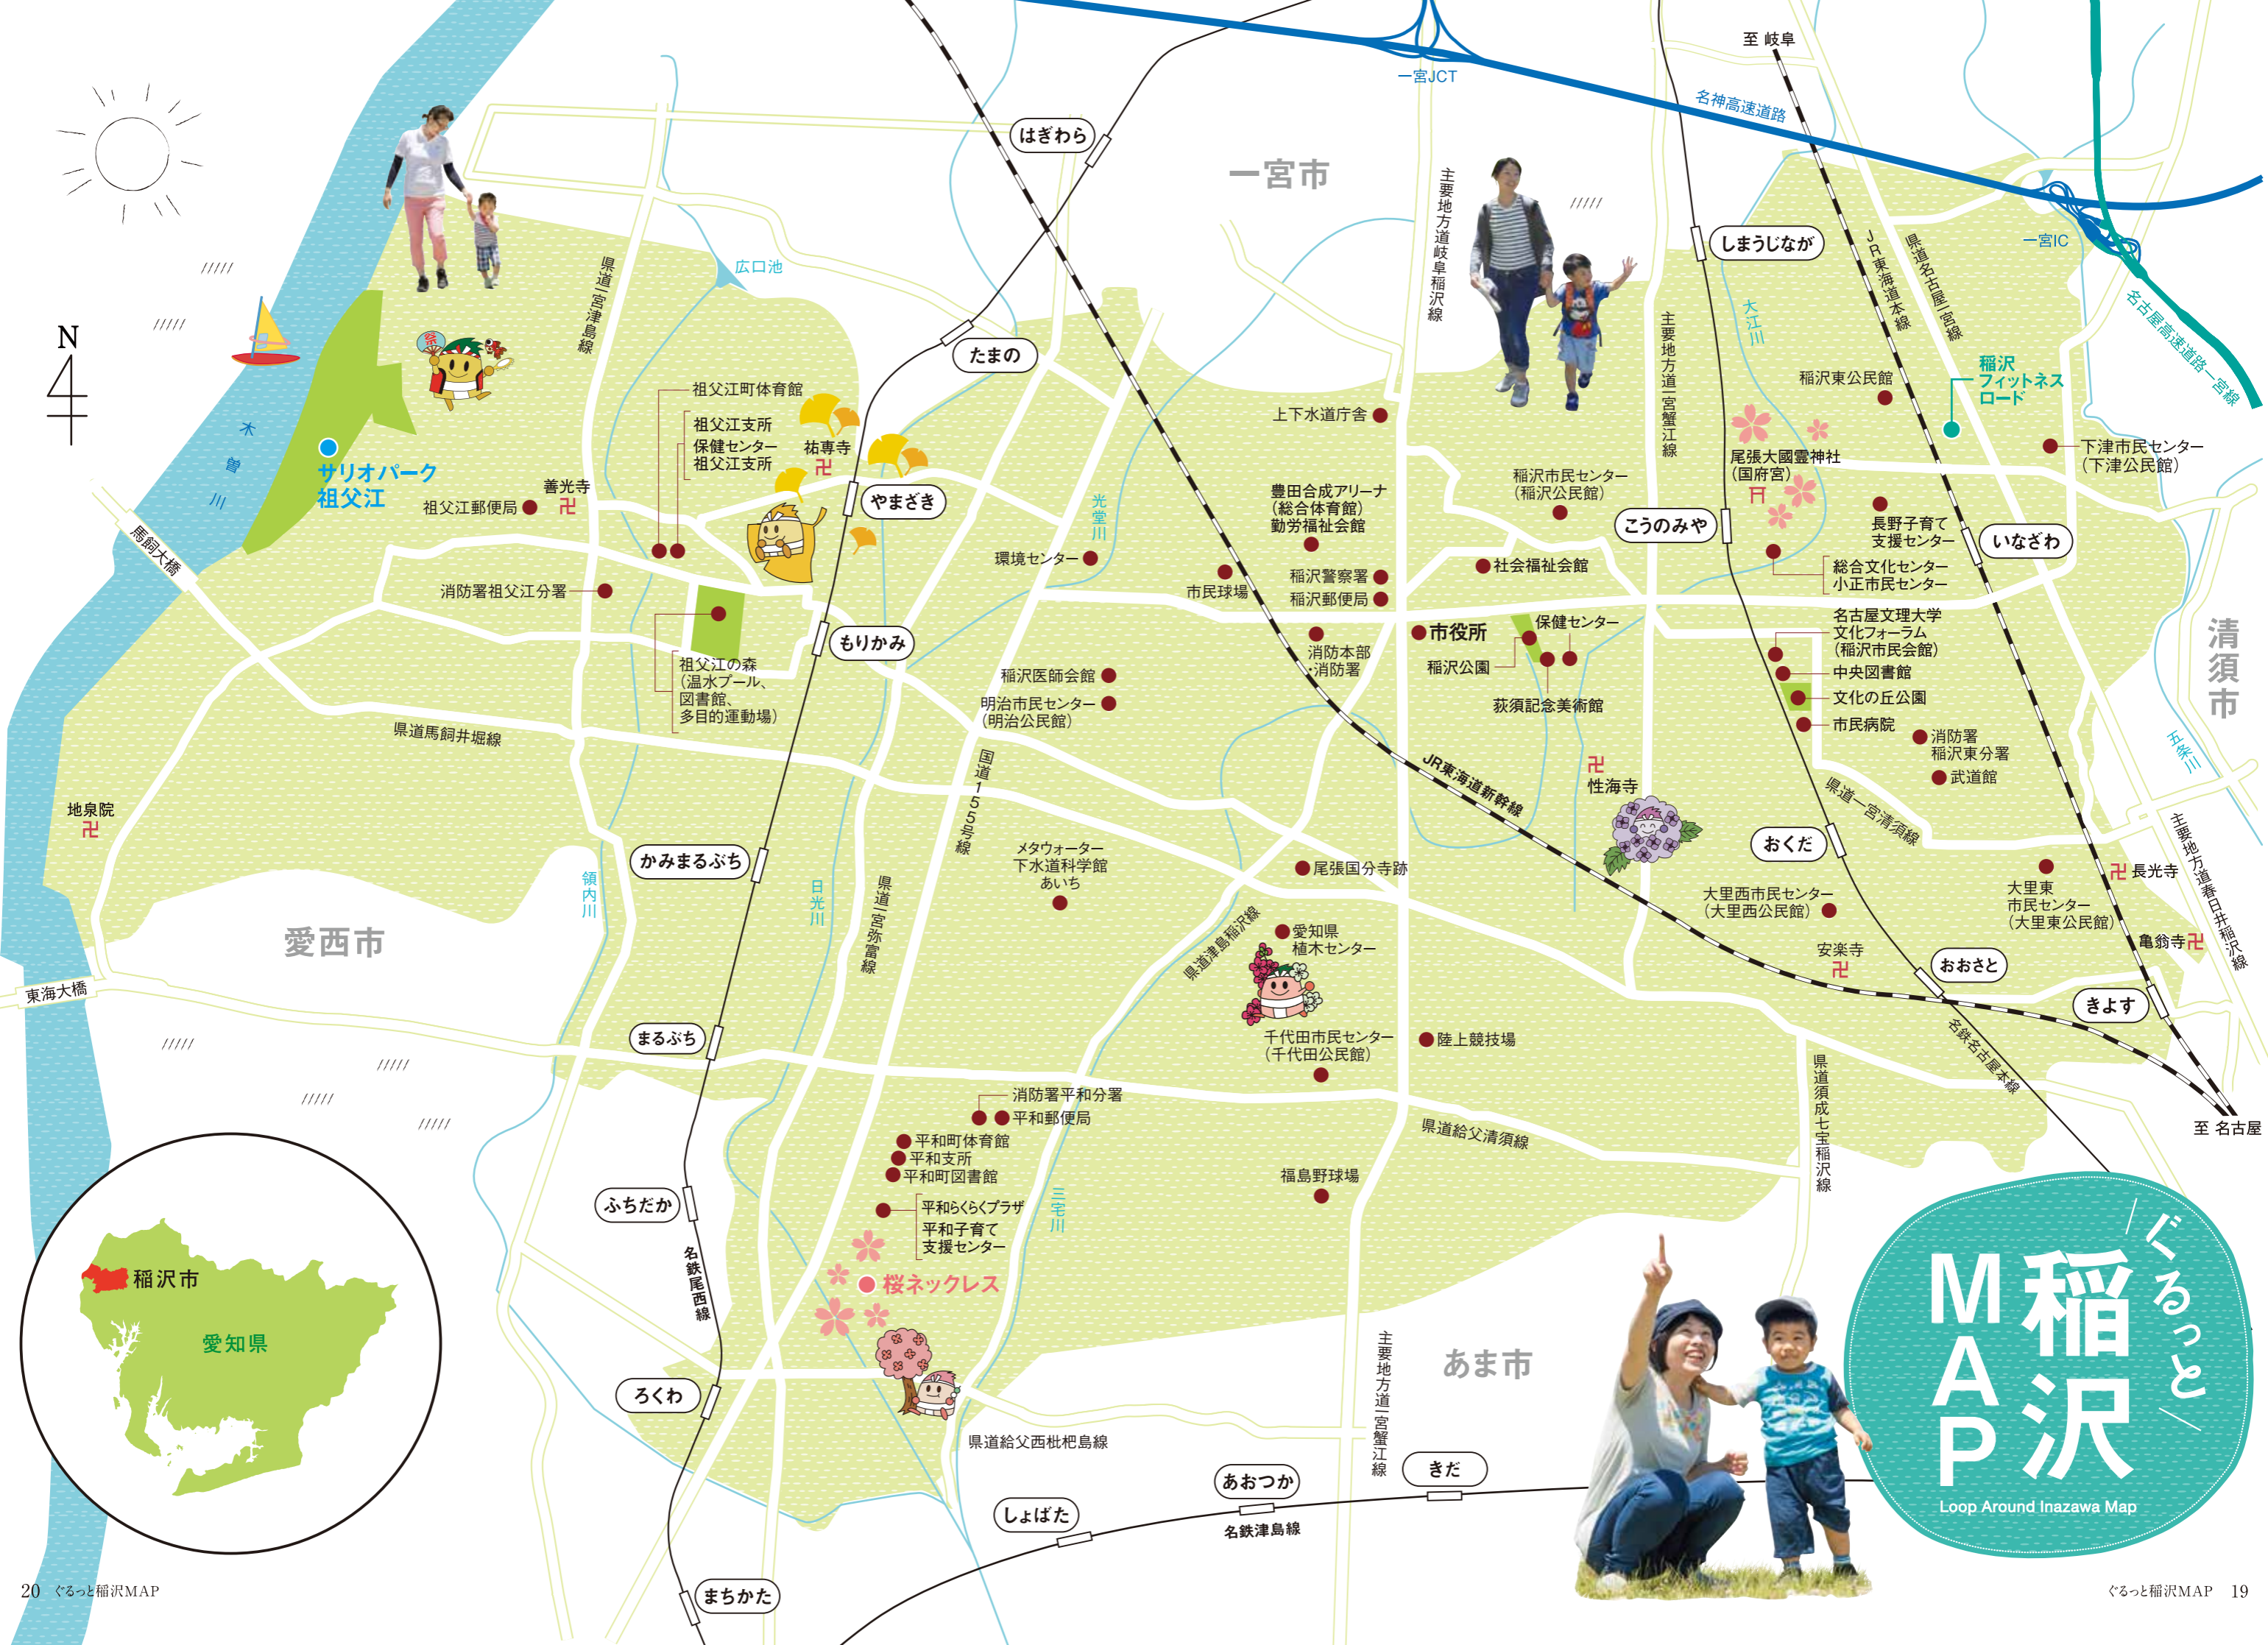 至 岐阜
一宮JCT
名神高速道路
はぎわら
一宮市
主要地方道岐阜稲沢線
しまうじなが
JR東海道本線
県道名古屋一宮線
一宮IC
名古屋高速道路一宮線
大江川
主要地方道一宮蟹江線
広口池
県道一宮津島線
N
たまの
木曽川
サリオパーク
祖父江
祖父江町体育館
祖父江支所
保健センター
祖父江支所
祐専寺
善光寺
祖父江郵便局
やまざき
馬飼大橋
消防署祖父江分署
もりかみ
祖父江の森
(温水プール、
図書館、
多目的運動場)
県道馬飼井堀線
光堂川
環境センター
市民球場
上下水道庁舎
豊田合成アリーナ
(総合体育館)
勤労福祉会館
稲沢警察署
稲沢郵便局
消防本部
・消防署
市役所
稲沢市民センター
(稲沢公民館)
社会福祉会館
保健センター
稲沢公園
荻須記念美術館
こうのみや
稲沢東公民館
稲沢
フィットネス
ロード
尾張大國霊神社
(国府宮)
下津市民センター
(下津公民館)
長野子育て
支援センター
いなざわ
総合文化センター
小正市民センター
名古屋文理大学
文化フォーラム
(稲沢市民会館)
中央図書館
文化の丘公園
市民病院
消防署
稲沢東分署
武道館
清須市
五条川
稲沢医師会館
明治市民センター
(明治公民館)
国道155号線
JR東海道新幹線
性海寺
県道一宮清須線
おくだ
主要地方道春日井稲沢線
地泉院
かみまるぶち
領内川
日光川
県道一宮弥富線
メタウォーター
下水道科学館
あいち
尾張国分寺跡
愛知県
植木センター
県道津島稲沢線
大里西市民センター
(大里西公民館)
大里東
市民センター
(大里東公民館)
長光寺
亀翁寺
安楽寺
おおさと
きよす
愛西市
東海大橋
まるぶち
千代田市民センター
(千代田公民館)
陸上競技場
名鉄名古屋本線
県道須成七宝稲沢線
至 名古屋
消防署平和分署
平和郵便局
平和町体育館
平和支所
平和町図書館
平和らくらくプラザ
平和子育て
支援センター
三宅川
福島野球場
県道給父清須線
ふちだか
名鉄尾西線
桜ネックレス
ろくわ
県道給父西枇杷島線
主要地方道一宮蟹江線
あま市
きだ
あおつか
しょばた
名鉄津島線
まちかた
稲沢市
愛知県
ぐるっと
稲沢
MAP
Loop Around Inazawa Map
20 ぐるっと稲沢MAP
ぐるっと稲沢MAP 19
祭